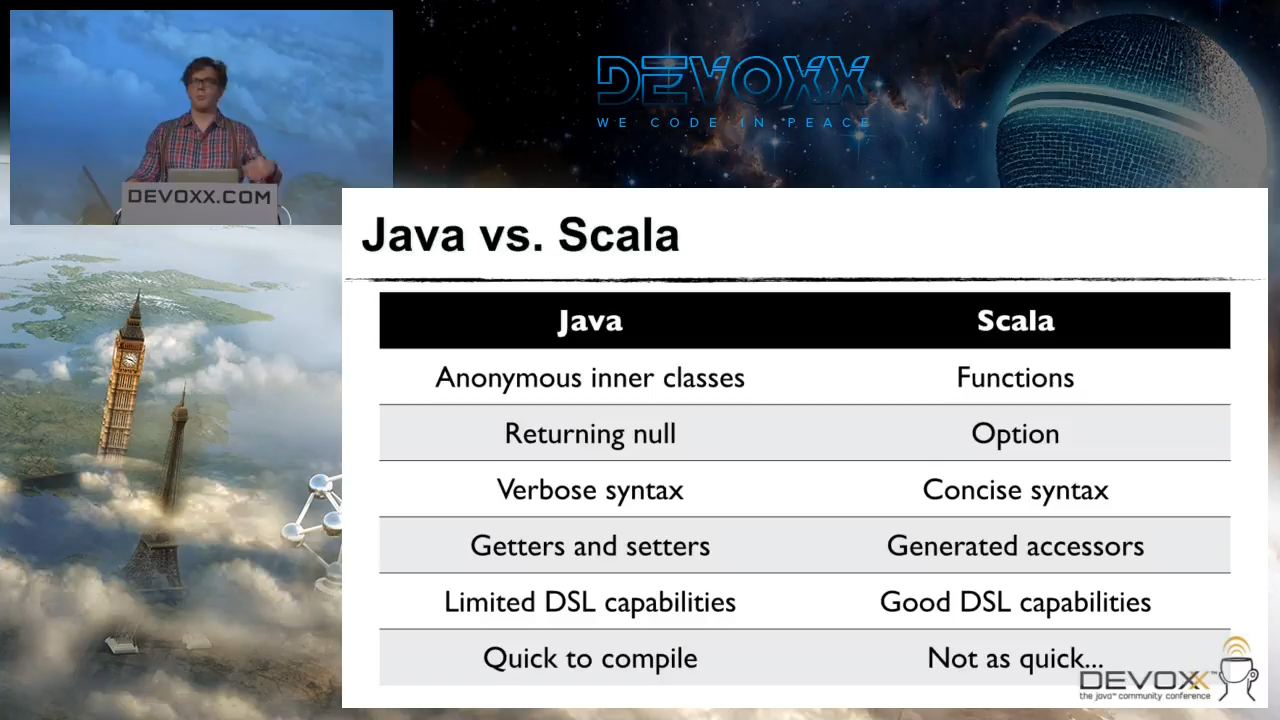 DEVOXX
WE CODE IN PEACE
DEVOXX.COM
Java vs. Scala
Java Scala
Anonymous inner classes Functions
Returning null Option
Verbose syntax Concise syntax
Getters and setters Generated accessors
Limited DSL capabilities Good DSL capabilities
Quick to compile Not as quick...
DEVOXX™
the java™ community conference